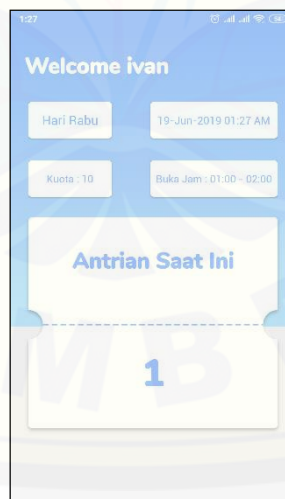 1:27
Welcome ivan
Hari Rabu
19-Jun-2019 01:27 AM
Kuota : 10
Buka Jam : 01:00 - 02:00
Antrian Saat Ini
1